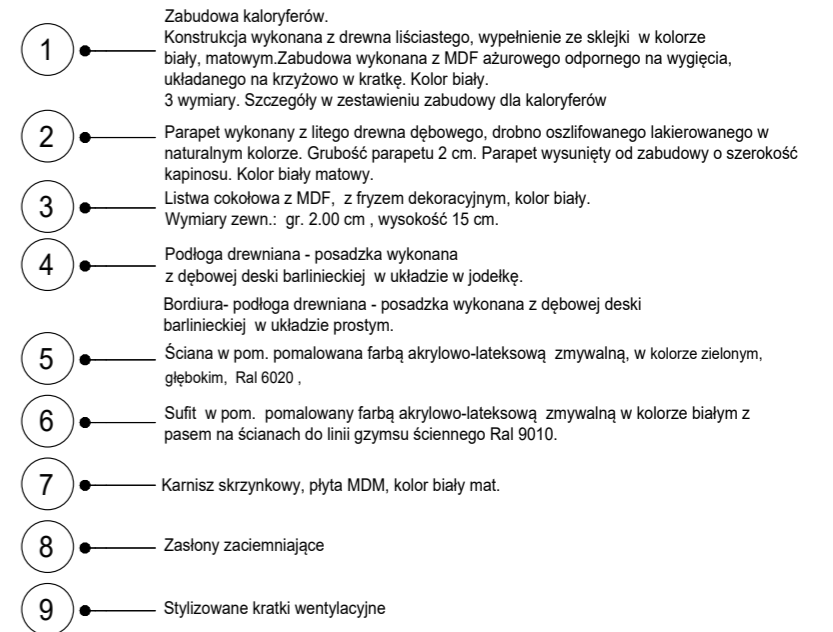 Zabudowa kaloryferów.
1
Konstrukcja wykonana z drewna liściastego, wypełnienie ze sklejki w kolorze
biały, matowym.Zabudowa wykonana z MDF ażurowego odpornego na wygięcia,
układanego na krzyżowo w kratkę. Kolor biały.
3 wymiary. Szczegóły w zestawieniu zabudowy dla kaloryferów
2
Parapet wykonany z litego drewna dębowego, drobno oszlifowanego lakierowanego w
naturalnym kolorze. Grubość parapetu 2 cm. Parapet wysunięty od zabudowy o szerokość
kapinosu. Kolor biały matowy.
3
Listwa cokołowa z MDF, z fryzem dekoracyjnym, kolor biały.
Wymiary zewn.: gr. 2.00 cm , wysokość 15 cm.
4
Podłoga drewniana - posadzka wykonana
z dębowej deski barlinieckiej w układzie w jodełkę.
Bordiura- podłoga drewniana - posadzka wykonana z dębowej deski
barlinieckiej w układzie prostym.
5
Ściana w pom. pomalowana farbą akrylowo-lateksową zmywalną, w kolorze zielonym,
głębokim, Ral 6020 ,
6
Sufit w pom. pomalowany farbą akrylowo-lateksową zmywalną w kolorze białym z
pasem na ścianach do linii gzymsu ściennego Ral 9010.
7
Karnisz skrzynkowy, płyta MDM, kolor biały mat.
8
Zasłony zaciemniające
9
Stylizowane kratki wentylacyjne